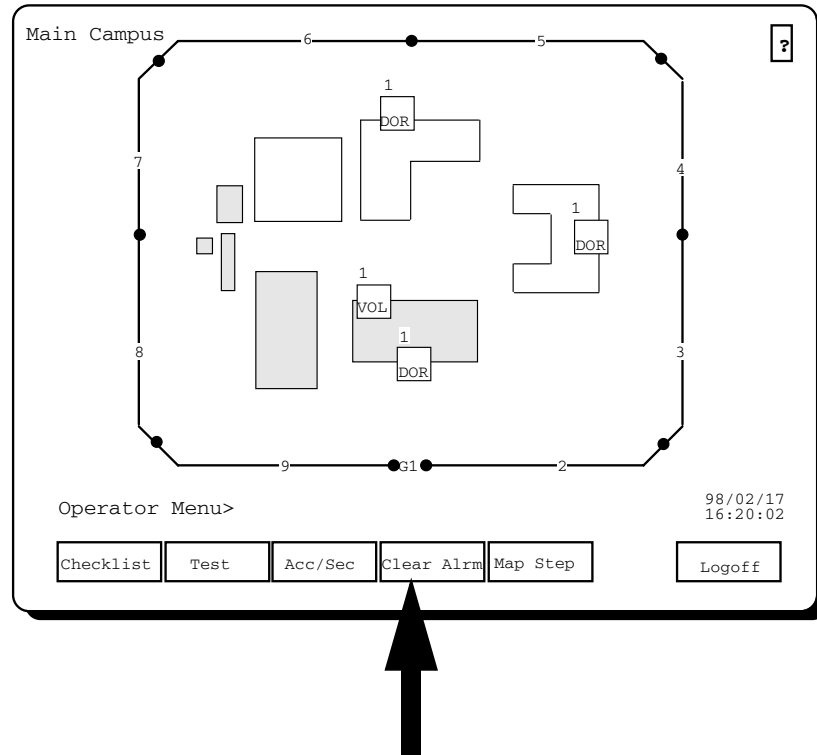 Main Campus
?
6
5
1
DOR
7
4
1
DOR
1
VOL
1
DOR
8
3
9
G1
2
98/02/17
16:20:02
Operator Menu>
Checklist
Test
Acc/Sec
Clear Alrm
Map Step
Logoff